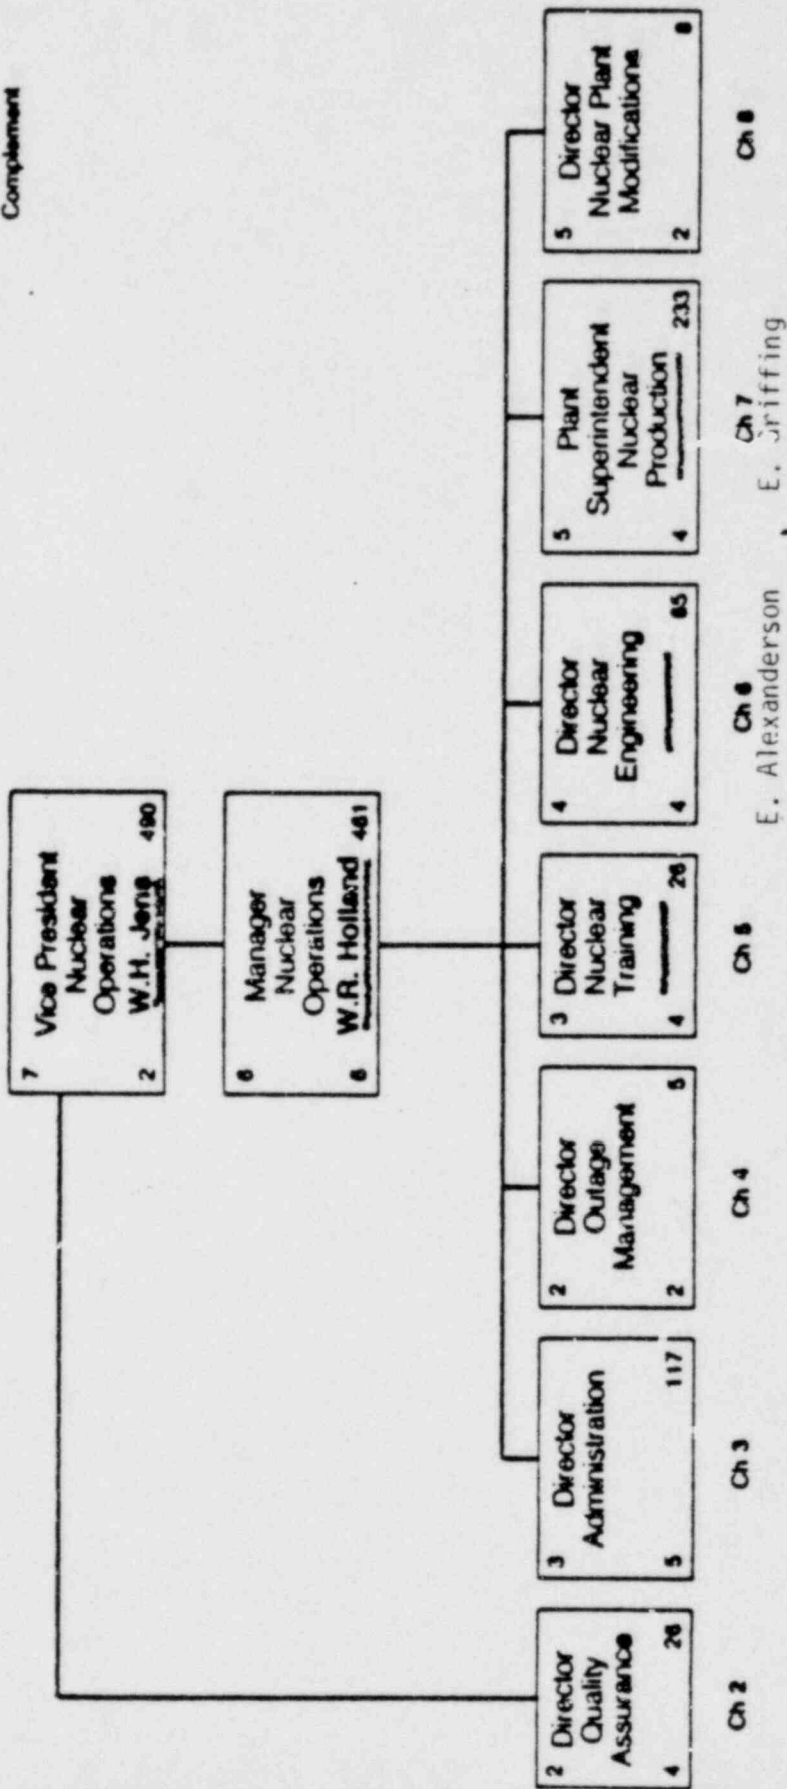 Complement
7
Vice President
Nuclear
Operations
W.H. Jens
2 490
6
Manager
Nuclear
Operations
W.R. Holland
6 461
2 Director
Quality
Assurance
4 26
Ch 2
3 Director
Administration
5 117
Ch 3
2 Director
Outage
Management
2 5
Ch 4
3 Director
Nuclear
Training
4 26
Ch 5
4 Director
Nuclear
Engineering
4 65
Ch 6
E. Alexanderson
5 Plant
Superintendent
Nuclear
Production
4 233
Ch 7
E. Griffing
5 Director
Nuclear Plant
Modifications
2 8
Ch 8